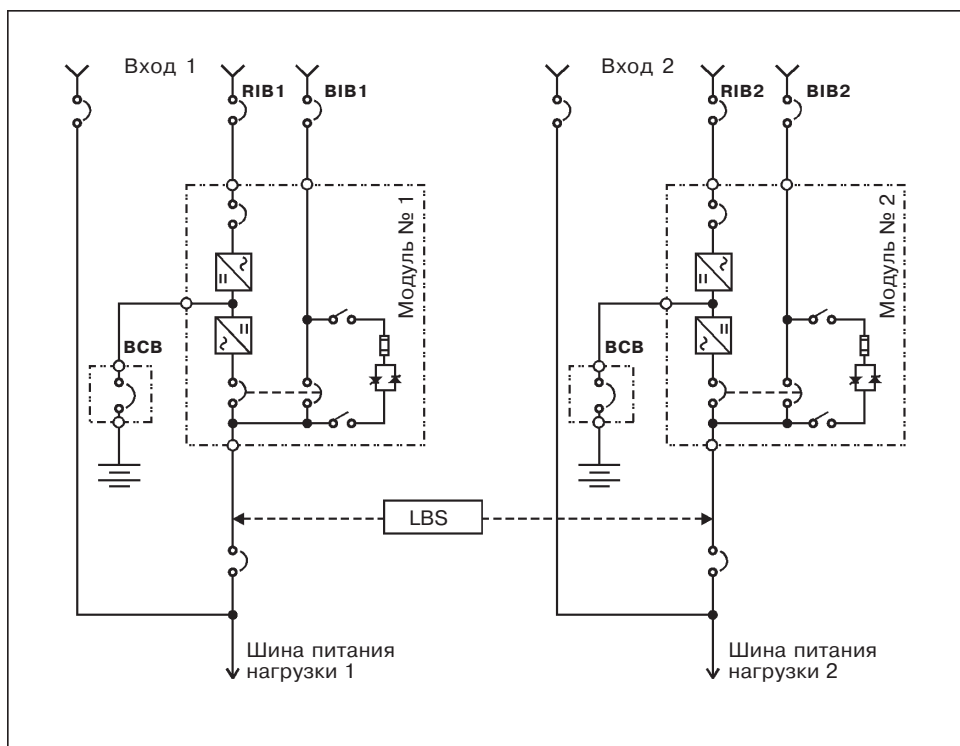 Вход 1
RIB1
BIB1
Вход 2
RIB2
BIB2
Модуль № 1
Модуль № 2
BCB
BCB
LBS
Шина питания
нагрузки 1
Шина питания
нагрузки 2